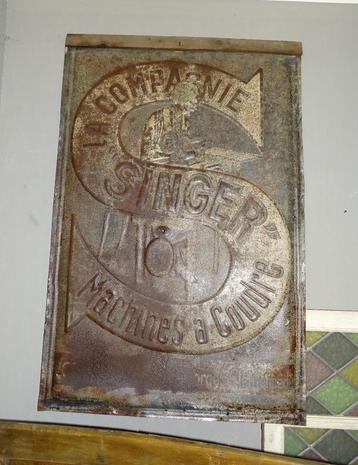 LA COMPAGNIE
"SINGER"
Machines à Coudre